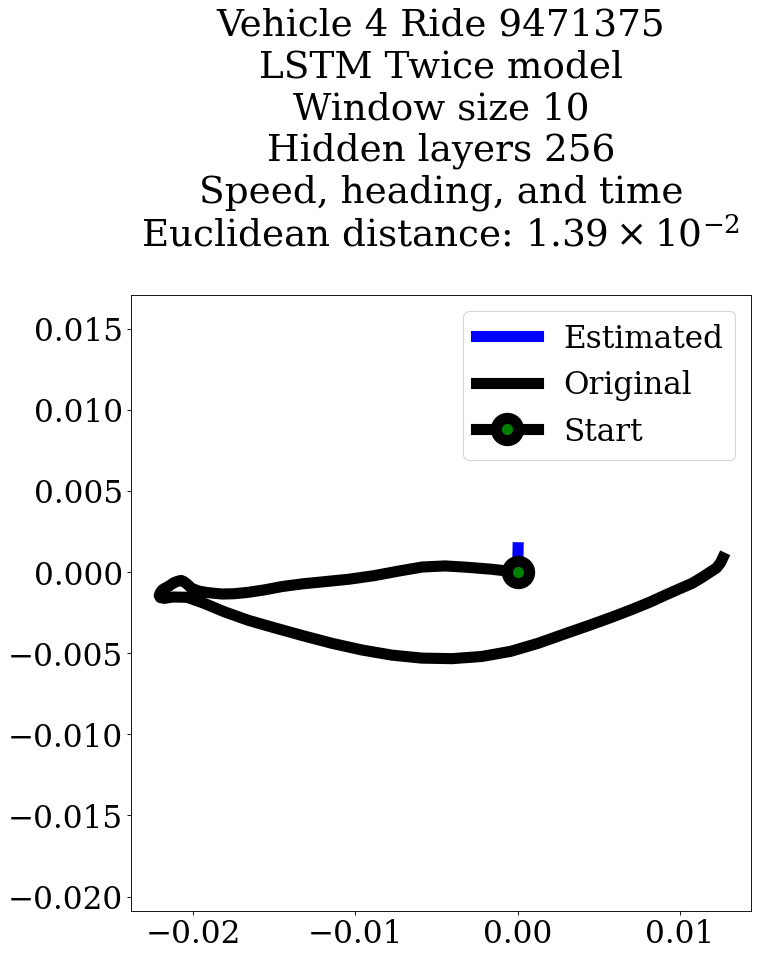 Vehicle 4 Ride 9471375
LSTM Twice model
Window size 10
Hidden layers 256
Speed, heading, and time
Euclidean distance: 1.39 × 10⁻²
Estimated
Original
Start
0.015
0.010
0.005
0.000
−0.005
−0.010
−0.015
−0.020
−0.02
−0.01
0.00
0.01